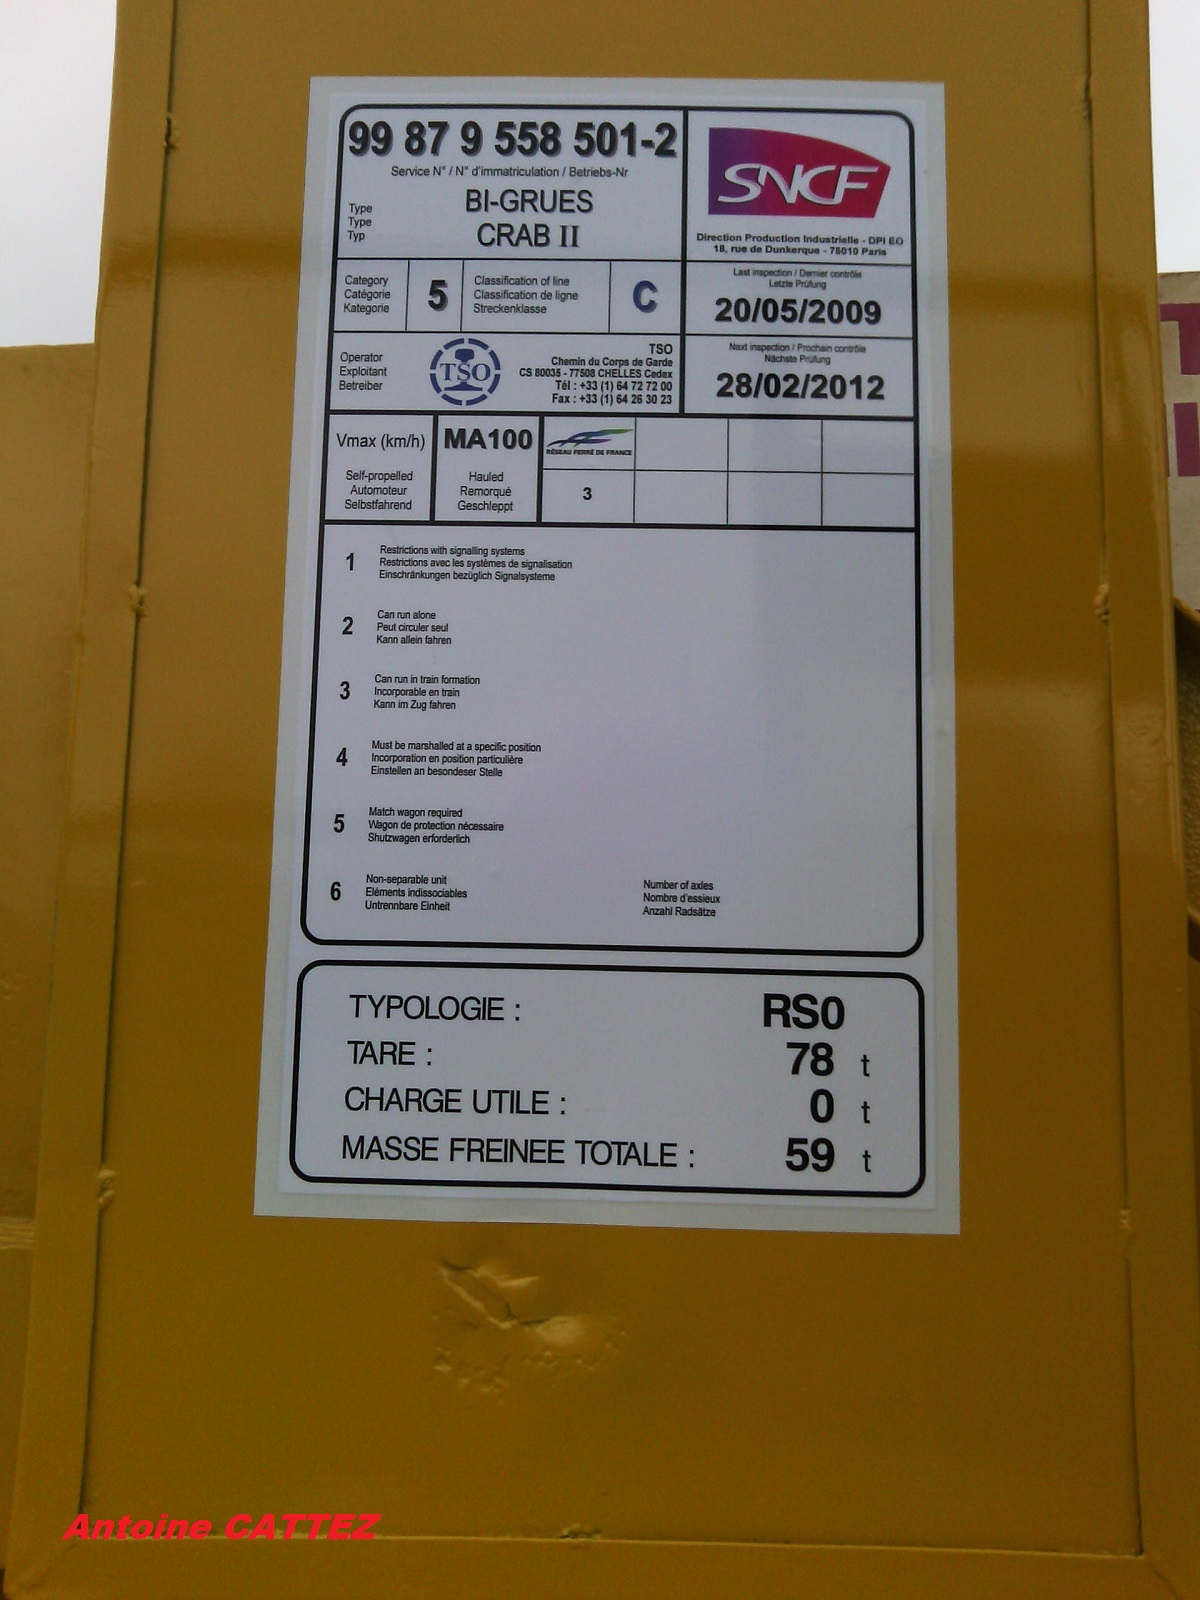 99 87 9 558 501-2
Service N° / N° d'immatriculation / Betriebs-Nr
Type
Type
Typ
BI-GRUES
CRAB II
SNCF
Direction Production Industrielle - DPI EO
18, rue de Dunkerque - 75010 Paris
Category
Catégorie
Kategorie
5
Classification of line
Classification de ligne
Streckenklasse
C
Last inspection / Dernier contrôle
Letzte Prüfung
20/05/2009
Operator
Exploitant
Betreiber
TSO
TSO
Chemin du Corps de Garde
CS 80035 - 77508 CHELLES Cedex
Tél : +33 (1) 64 72 72 00
Fax : +33 (1) 64 26 30 23
Next inspection / Prochain contrôle
Nächste Prüfung
28/02/2012
Vmax (km/h)
Self-propelled
Automoteur
Selbstfahrend
MA100
Hauled
Remorqué
Geschleppt
RÉSEAU FERRÉ DE FRANCE
3
1
Restrictions with signalling systems
Restrictions avec les systèmes de signalisation
Einschränkungen bezüglich Signalsysteme
2
Can run alone
Peut circuler seul
Kann allein fahren
3
Can run in train formation
Incorporable en train
Kann im Zug fahren
4
Must be marshalled at a specific position
Incorporation en position particulière
Einstellen an besondeser Stelle
5
Match wagon required
Wagon de protection nécessaire
Shutzwagen erforderlich
6
Non-separable unit
Eléments indissociables
Untrennbare Einheit
Number of axles
Nombre d'essieux
Anzahl Radsätze
TYPOLOGIE : RS0
TARE : 78 t
CHARGE UTILE : 0 t
MASSE FREINEE TOTALE : 59 t
Antoine CATTEZ